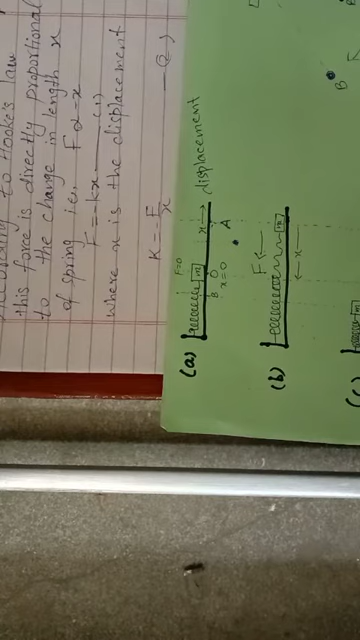 to Hooke's law
this force is directly proportional
to the change in length x
of spring i.e., F α -x
F = -kx —(1)
where x is the displacement
K = -F/x —(2)
(a)
F=0
m
B O A
x=0
x
displacement
(b)
F
m
x
(c)
m
B